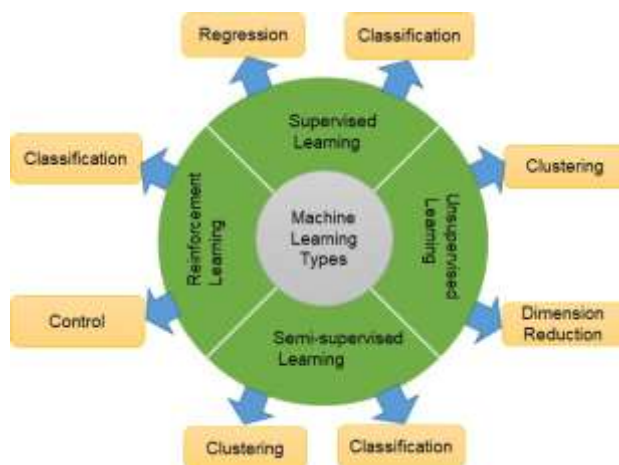 Regression
Classification
Supervised
Learning
Classification
Clustering
Reinforcement
Learning
Machine
Learning
Types
Unsupervised
Learning
Control
Dimension
Reduction
Semi-supervised
Learning
Clustering
Classification